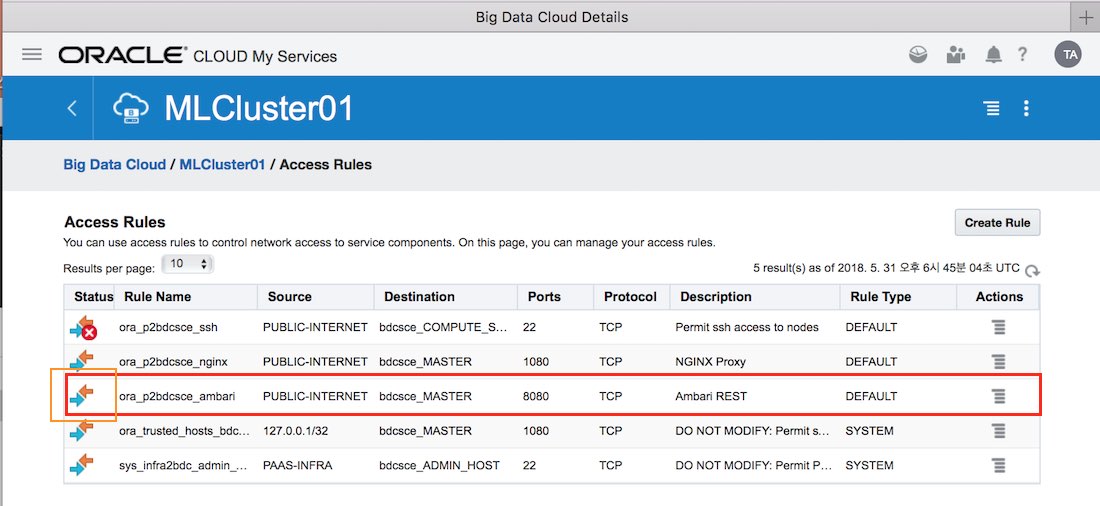 Big Data Cloud Details
ORACLE® CLOUD My Services
? TA
MLCluster01
Big Data Cloud / MLCluster01 / Access Rules
Access Rules
Create Rule
You can use access rules to control network access to service components. On this page, you can manage your access rules.
Results per page: 10
5 result(s) as of 2018. 5. 31 오후 6시 45분 04초 UTC
Status Rule Name Source Destination Ports Protocol Description Rule Type Actions
ora_p2bdcsce_ssh PUBLIC-INTERNET bdcsce_COMPUTE_S... 22 TCP Permit ssh access to nodes DEFAULT
ora_p2bdcsce_nginx PUBLIC-INTERNET bdcsce_MASTER 1080 TCP NGINX Proxy DEFAULT
ora_p2bdcsce_ambari PUBLIC-INTERNET bdcsce_MASTER 8080 TCP Ambari REST DEFAULT
ora_trusted_hosts_bdc... 127.0.0.1/32 bdcsce_MASTER 1080 TCP DO NOT MODIFY: Permit s... SYSTEM
sys_infra2bdc_admin_... PAAS-INFRA bdcsce_ADMIN_HOST 22 TCP DO NOT MODIFY: Permit P... SYSTEM